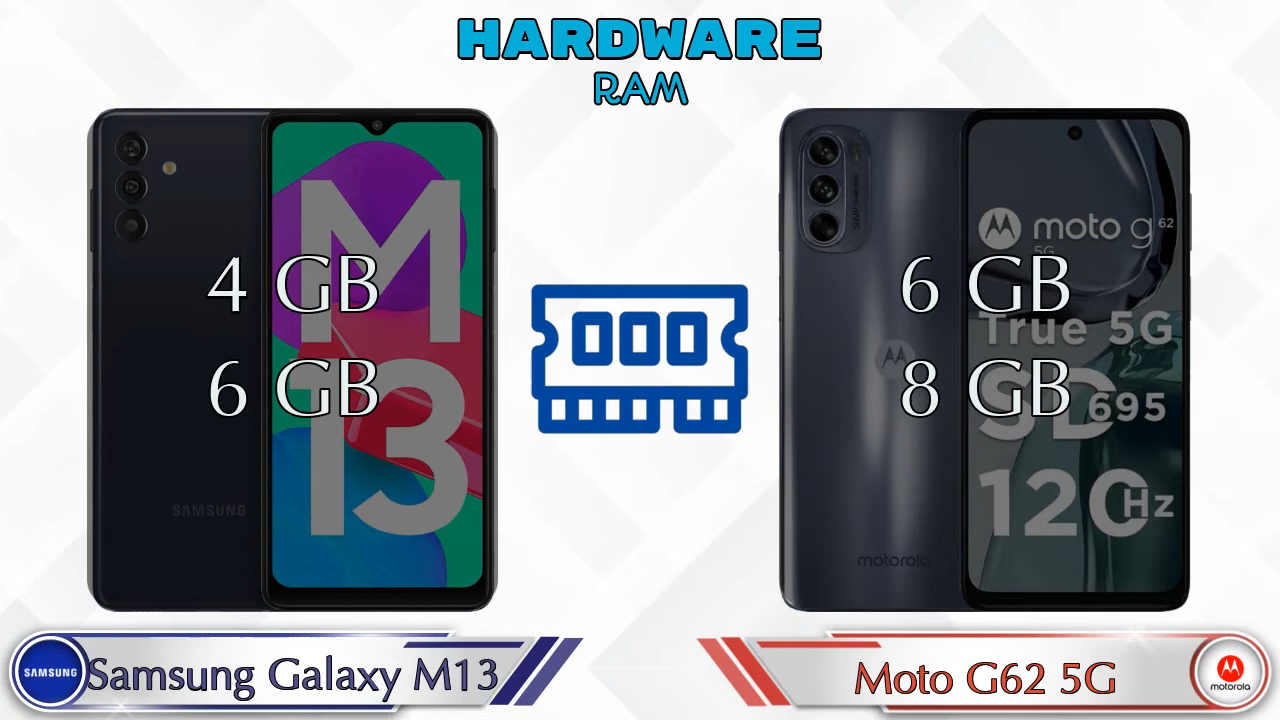 HARDWARE
RAM
M
13
4 GB
6 GB
SAMSUNG
moto g 62
5G
6 GB
True 5G
8 GB
SD 695
120Hz
motorola
SAMSUNG
Samsung Galaxy M13
Moto G62 5G
motorola